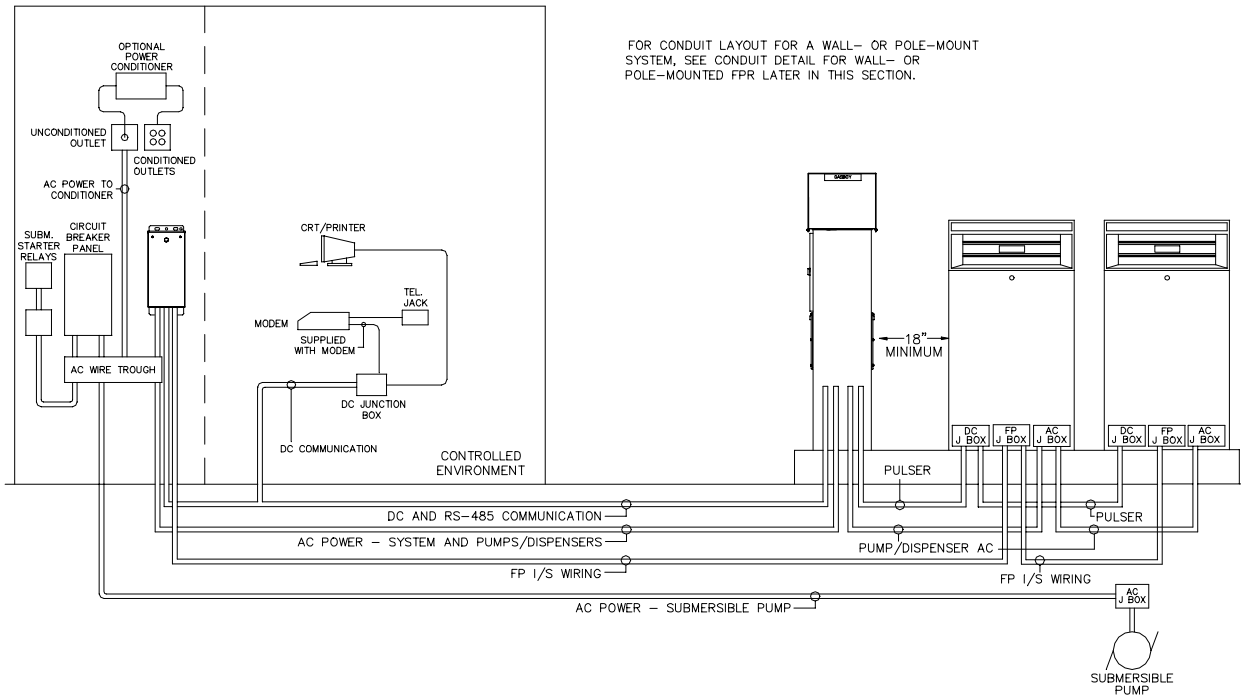 FOR CONDUIT LAYOUT FOR A WALL– OR POLE–MOUNT
SYSTEM, SEE CONDUIT DETAIL FOR WALL– OR
POLE–MOUNTED FPR LATER IN THIS SECTION.
OPTIONAL
POWER
CONDITIONER
UNCONDITIONED
OUTLET
CONDITIONED
OUTLETS
AC POWER TO
CONDITIONER
SUBM.
STARTER
RELAYS
CIRCUIT
BREAKER
PANEL
AC WIRE TROUGH
CRT/PRINTER
TEL.
JACK
MODEM
SUPPLIED
WITH MODEM
DC JUNCTION
BOX
DC COMMUNICATION
CONTROLLED
ENVIRONMENT
GASBOY
18"
MINIMUM
DC
J BOX
FP
J BOX
AC
J BOX
DC
J BOX
FP
J BOX
AC
J BOX
PULSER
DC AND RS–485 COMMUNICATION
PULSER
AC POWER – SYSTEM AND PUMPS/DISPENSERS
PUMP/DISPENSER AC
FP I/S WIRING
FP I/S WIRING
AC POWER – SUBMERSIBLE PUMP
AC
J BOX
SUBMERSIBLE
PUMP